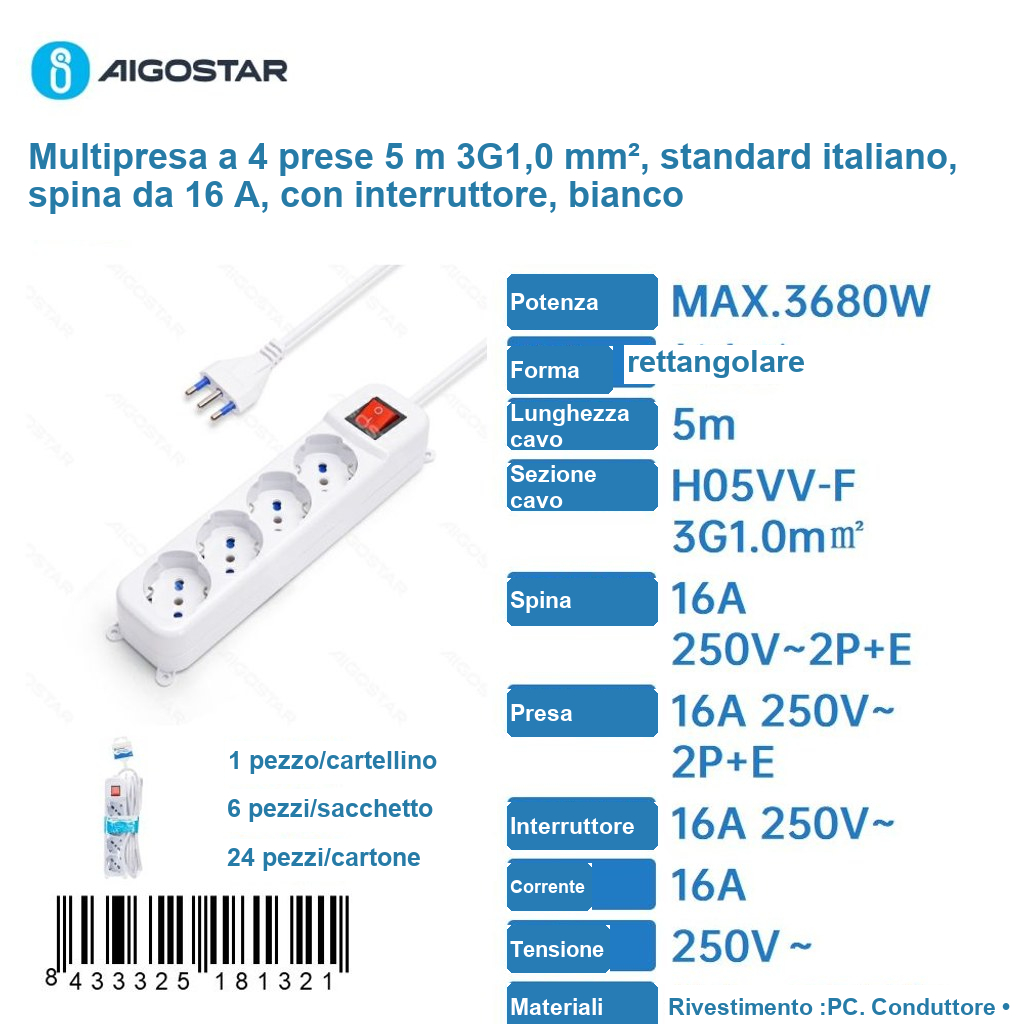 AIGOSTAR
Multipresa a 4 prese 5 m 3G1,0 mm², standard italiano,
spina da 16 A, con interruttore, bianco
Potenza MAX.3680W
Forma rettangolare
Lunghezza
cavo 5m
Sezione
cavo H05VV-F
3G1.0m㎡
Spina 16A
250V~2P+E
Presa 16A 250V~
2P+E
Interruttore 16A 250V~
Corrente 16A
Tensione 250V~
Materiali Rivestimento :PC. Conduttore •
1 pezzo/cartellino
6 pezzi/sacchetto
24 pezzi/cartone
8 433325 181321